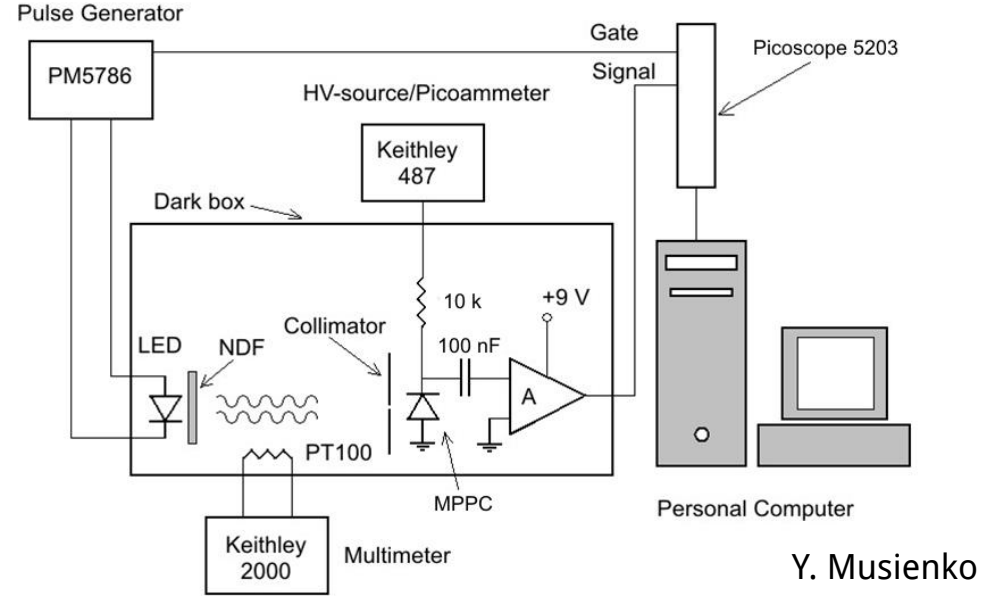 Pulse Generator
PM5786
Gate
Signal
Picoscope 5203
HV-source/Picoammeter
Keithley
487
Dark box
10 k
+9 V
Collimator
100 nF
LED
NDF
A
PT100
MPPC
Keithley
2000
Multimeter
Personal Computer
Y. Musienko